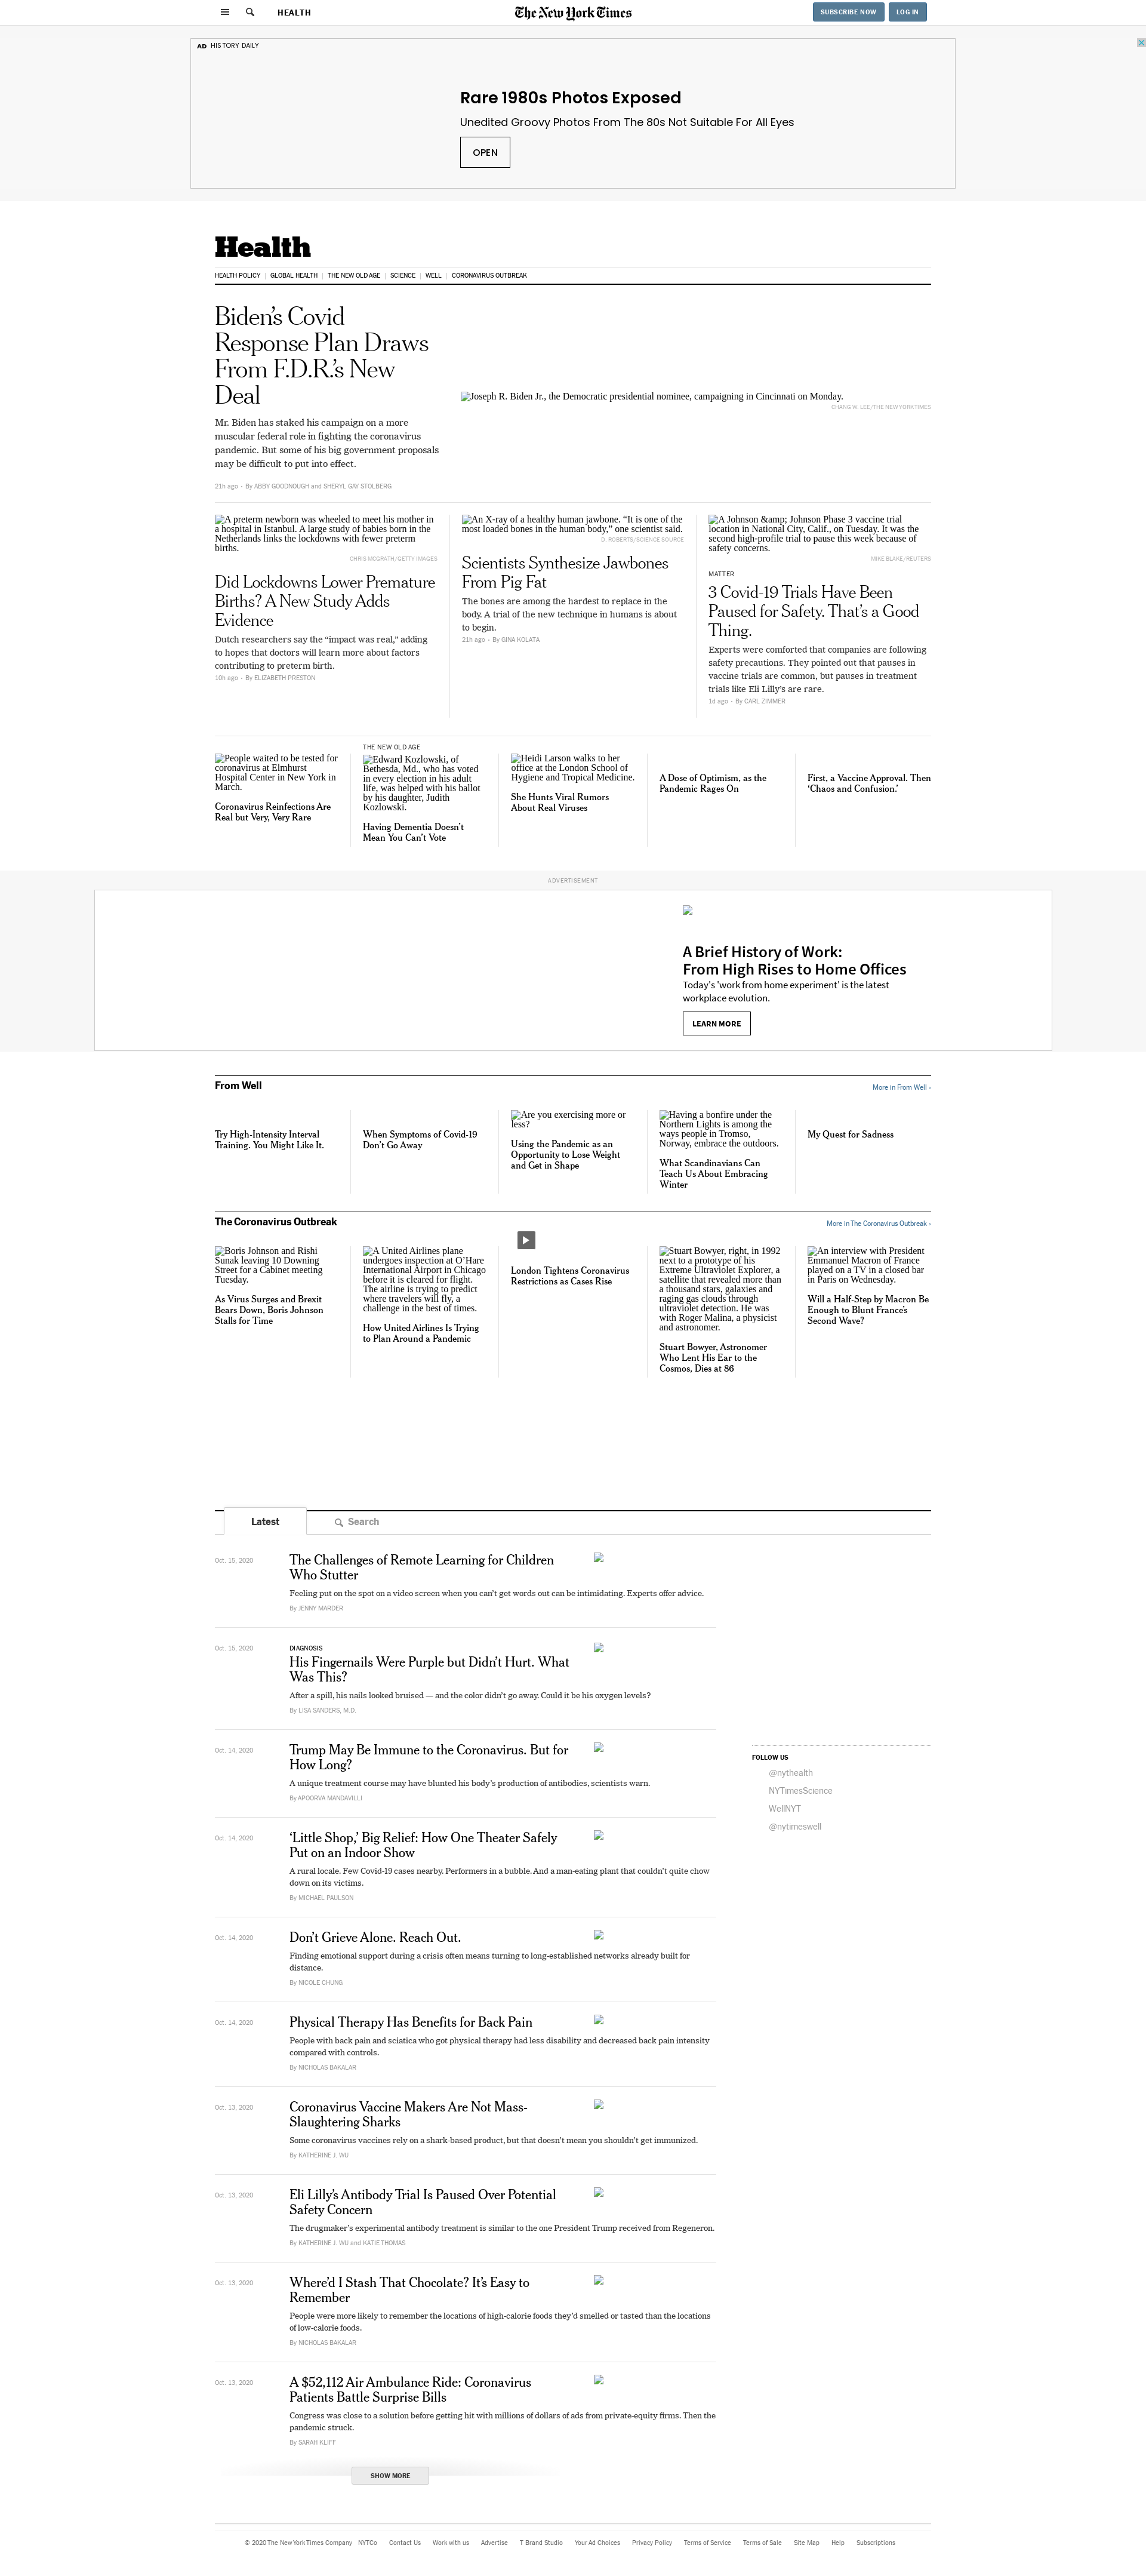 HEALTH
The New York Times
SUBSCRIBE NOW
LOG IN
AD HISTORY DAILY
Rare 1980s Photos Exposed
Unedited Groovy Photos From The 80s Not Suitable For All Eyes
OPEN
Health
HEALTH POLICY
GLOBAL HEALTH
THE NEW OLD AGE
SCIENCE
WELL
CORONAVIRUS OUTBREAK
Biden’s Covid
Response Plan Draws
From F.D.R.’s New
Deal
Mr. Biden has staked his campaign on a more
muscular federal role in fighting the coronavirus
pandemic. But some of his big government proposals
may be difficult to put into effect.
21h ago • By ABBY GOODNOUGH and SHERYL GAY STOLBERG
Joseph R. Biden Jr., the Democratic presidential nominee, campaigning in Cincinnati on Monday.
CHANG W. LEE/THE NEW YORK TIMES
A preterm newborn was wheeled to meet his mother in
a hospital in Istanbul. A large study of babies born in the
Netherlands links the lockdowns with fewer preterm
births.
CHRIS MCGRATH/GETTY IMAGES
Did Lockdowns Lower Premature
Births? A New Study Adds
Evidence
Dutch researchers say the “impact was real,” adding
to hopes that doctors will learn more about factors
contributing to preterm birth.
10h ago • By ELIZABETH PRESTON
An X-ray of a healthy human jawbone. “It is one of the
most loaded bones in the human body,” one scientist said.
D. ROBERTS/SCIENCE SOURCE
Scientists Synthesize Jawbones
From Pig Fat
The bones are among the hardest to replace in the
body. A trial of the new technique in humans is about
to begin.
21h ago • By GINA KOLATA
A Johnson &amp; Johnson Phase 3 vaccine trial
location in National City, Calif., on Tuesday. It was the
second high-profile trial to pause this week because of
safety concerns.
MIKE BLAKE/REUTERS
MATTER
3 Covid-19 Trials Have Been
Paused for Safety. That’s a Good
Thing.
Experts were comforted that companies are following
safety precautions. They pointed out that pauses in
vaccine trials are common, but pauses in treatment
trials like Eli Lilly’s are rare.
1d ago • By CARL ZIMMER
People waited to be tested for
coronavirus at Elmhurst
Hospital Center in New York in
March.
Coronavirus Reinfections Are
Real but Very, Very Rare
THE NEW OLD AGE
Edward Kozlowski, of
Bethesda, Md., who has voted
in every election in his adult
life, was helped with his ballot
by his daughter, Judith
Kozlowski.
Having Dementia Doesn’t
Mean You Can’t Vote
Heidi Larson walks to her
office at the London School of
Hygiene and Tropical Medicine.
She Hunts Viral Rumors
About Real Viruses
A Dose of Optimism, as the
Pandemic Rages On
First, a Vaccine Approval. Then
‘Chaos and Confusion.’
ADVERTISEMENT
A Brief History of Work:
From High Rises to Home Offices
Today's 'work from home experiment' is the latest
workplace evolution.
LEARN MORE
From Well
More in From Well ›
Try High-Intensity Interval
Training. You Might Like It.
When Symptoms of Covid-19
Don’t Go Away
Are you exercising more or
less?
Using the Pandemic as an
Opportunity to Lose Weight
and Get in Shape
Having a bonfire under the
Northern Lights is among the
ways people in Tromso,
Norway, embrace the outdoors.
What Scandinavians Can
Teach Us About Embracing
Winter
My Quest for Sadness
The Coronavirus Outbreak
More in The Coronavirus Outbreak ›
Boris Johnson and Rishi
Sunak leaving 10 Downing
Street for a Cabinet meeting
Tuesday.
As Virus Surges and Brexit
Bears Down, Boris Johnson
Stalls for Time
A United Airlines plane
undergoes inspection at O’Hare
International Airport in Chicago
before it is cleared for flight.
The airline is trying to predict
where travelers will fly, a
challenge in the best of times.
How United Airlines Is Trying
to Plan Around a Pandemic
London Tightens Coronavirus
Restrictions as Cases Rise
Stuart Bowyer, right, in 1992
next to a prototype of his
Extreme Ultraviolet Explorer, a
satellite that revealed more than
a thousand stars, galaxies and
raging gas clouds through
ultraviolet detection. He was
with Roger Malina, a physicist
and astronomer.
Stuart Bowyer, Astronomer
Who Lent His Ear to the
Cosmos, Dies at 86
An interview with President
Emmanuel Macron of France
played on a TV in a closed bar
in Paris on Wednesday.
Will a Half-Step by Macron Be
Enough to Blunt France’s
Second Wave?
Latest
Search
Oct. 15, 2020
The Challenges of Remote Learning for Children
Who Stutter
Feeling put on the spot on a video screen when you can’t get words out can be intimidating. Experts offer advice.
By JENNY MARDER
Oct. 15, 2020
DIAGNOSIS
His Fingernails Were Purple but Didn’t Hurt. What
Was This?
After a spill, his nails looked bruised — and the color didn’t go away. Could it be his oxygen levels?
By LISA SANDERS, M.D.
Oct. 14, 2020
Trump May Be Immune to the Coronavirus. But for
How Long?
A unique treatment course may have blunted his body’s production of antibodies, scientists warn.
By APOORVA MANDAVILLI
Oct. 14, 2020
‘Little Shop,’ Big Relief: How One Theater Safely
Put on an Indoor Show
A rural locale. Few Covid-19 cases nearby. Performers in a bubble. And a man-eating plant that couldn’t quite chow
down on its victims.
By MICHAEL PAULSON
Oct. 14, 2020
Don’t Grieve Alone. Reach Out.
Finding emotional support during a crisis often means turning to long-established networks already built for
distance.
By NICOLE CHUNG
Oct. 14, 2020
Physical Therapy Has Benefits for Back Pain
People with back pain and sciatica who got physical therapy had less disability and decreased back pain intensity
compared with controls.
By NICHOLAS BAKALAR
Oct. 13, 2020
Coronavirus Vaccine Makers Are Not Mass-
Slaughtering Sharks
Some coronavirus vaccines rely on a shark-based product, but that doesn’t mean you shouldn’t get immunized.
By KATHERINE J. WU
Oct. 13, 2020
Eli Lilly’s Antibody Trial Is Paused Over Potential
Safety Concern
The drugmaker’s experimental antibody treatment is similar to the one President Trump received from Regeneron.
By KATHERINE J. WU and KATIE THOMAS
Oct. 13, 2020
Where’d I Stash That Chocolate? It’s Easy to
Remember
People were more likely to remember the locations of high-calorie foods they’d smelled or tasted than the locations
of low-calorie foods.
By NICHOLAS BAKALAR
Oct. 13, 2020
A $52,112 Air Ambulance Ride: Coronavirus
Patients Battle Surprise Bills
Congress was close to a solution before getting hit with millions of dollars of ads from private-equity firms. Then the
pandemic struck.
By SARAH KLIFF
SHOW MORE
FOLLOW US
@nythealth
NYTimesScience
WellNYT
@nytimeswell
© 2020 The New York Times Company
NYTCo
Contact Us
Work with us
Advertise
T Brand Studio
Your Ad Choices
Privacy Policy
Terms of Service
Terms of Sale
Site Map
Help
Subscriptions